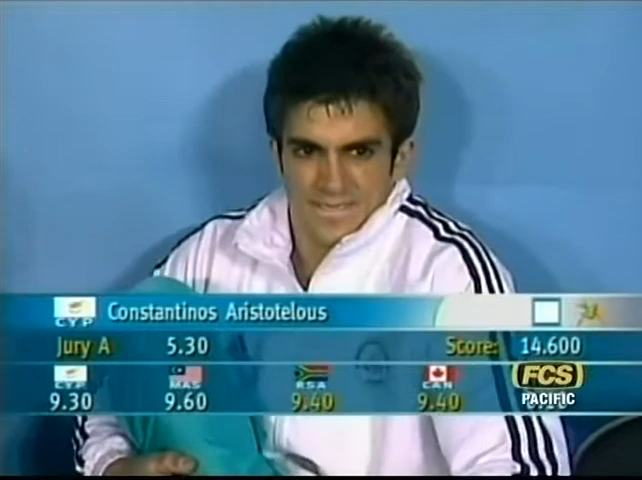 CYP Constantinos Aristotelous
Jury A 5.30 Score: 14.600
CYP RSA CAN FCS
9.30 9.60 9.40 9.40 PACIFIC